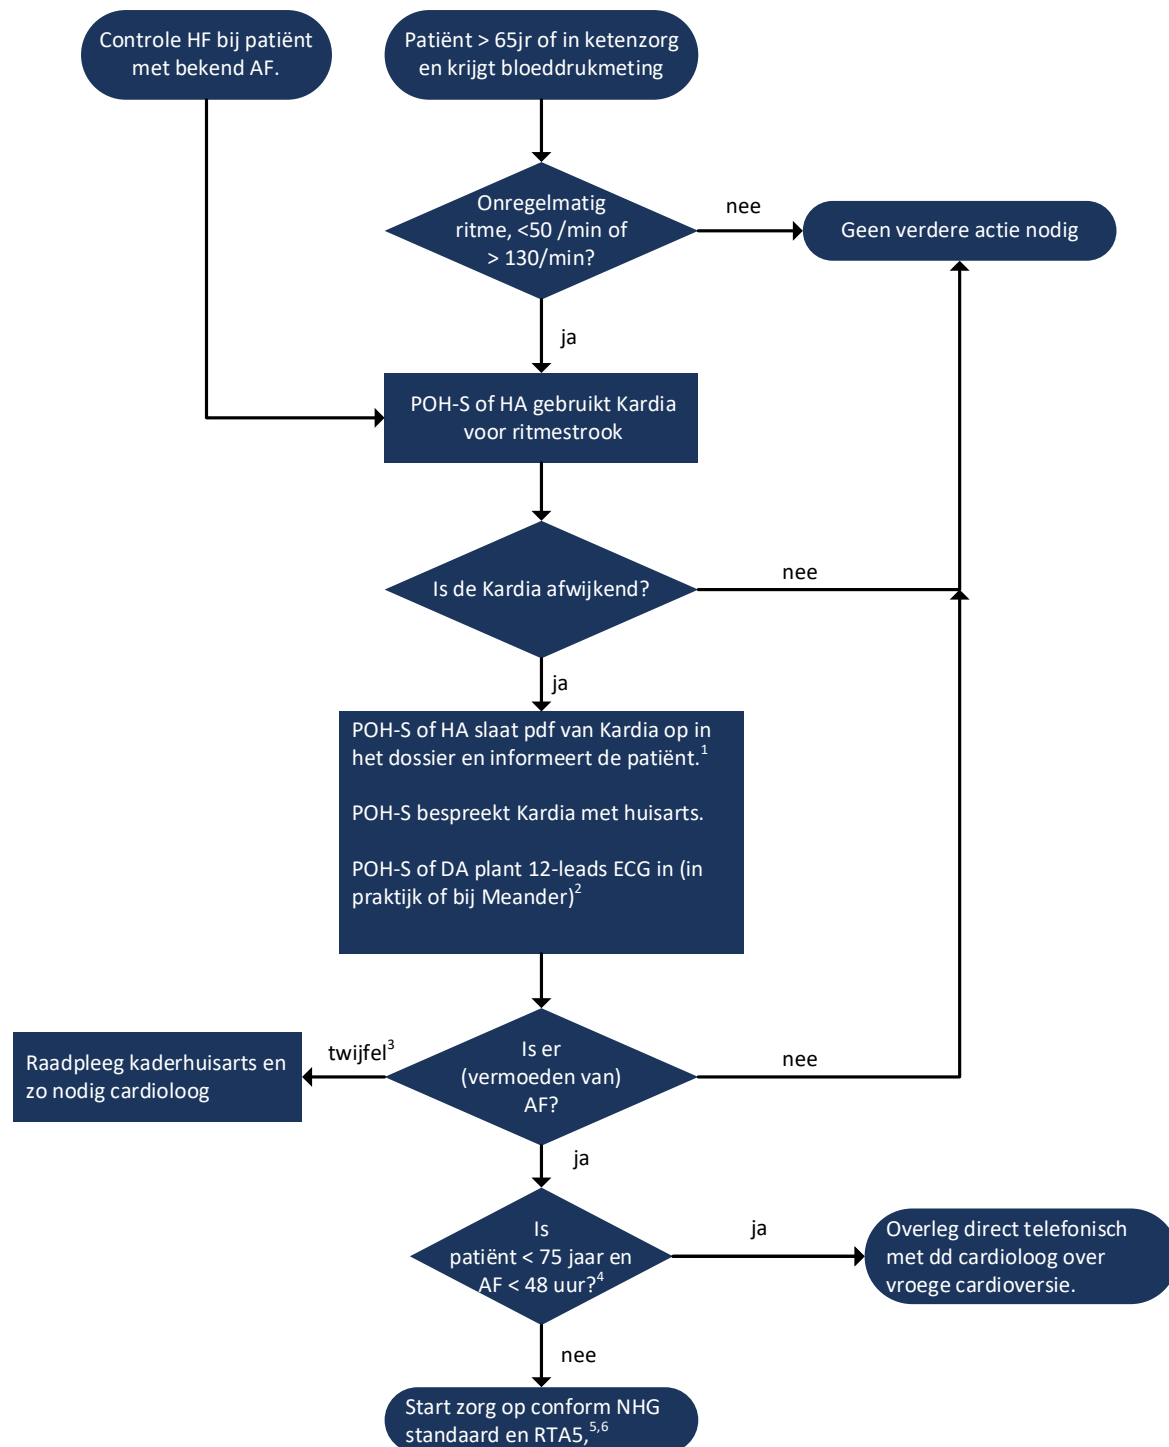 Controle HF bij patiënt
met bekend AF.
Patiënt > 65jr of in ketenzorg
en krijgt bloeddrukmeting
Onregelmatig
ritme, <50 /min of
> 130/min?
nee
Geen verdere actie nodig
ja
POH-S of HA gebruikt Kardia
voor ritmestrook
Is de Kardia afwijkend?
nee
ja
POH-S of HA slaat pdf van Kardia op in
het dossier en informeert de patiënt.¹
POH-S bespreekt Kardia met huisarts.
POH-S of DA plant 12-leads ECG in (in
praktijk of bij Meander)²
Raadpleeg kaderhuisarts en
zo nodig cardioloog
twijfel³
Is er
(vermoeden van)
AF?
nee
ja
Is
patiënt < 75 jaar en
AF < 48 uur?⁴
ja
Overleg direct telefonisch
met dd cardioloog over
vroege cardioversie.
nee
Start zorg op conform NHG
standaard en RTA5,⁵,⁶